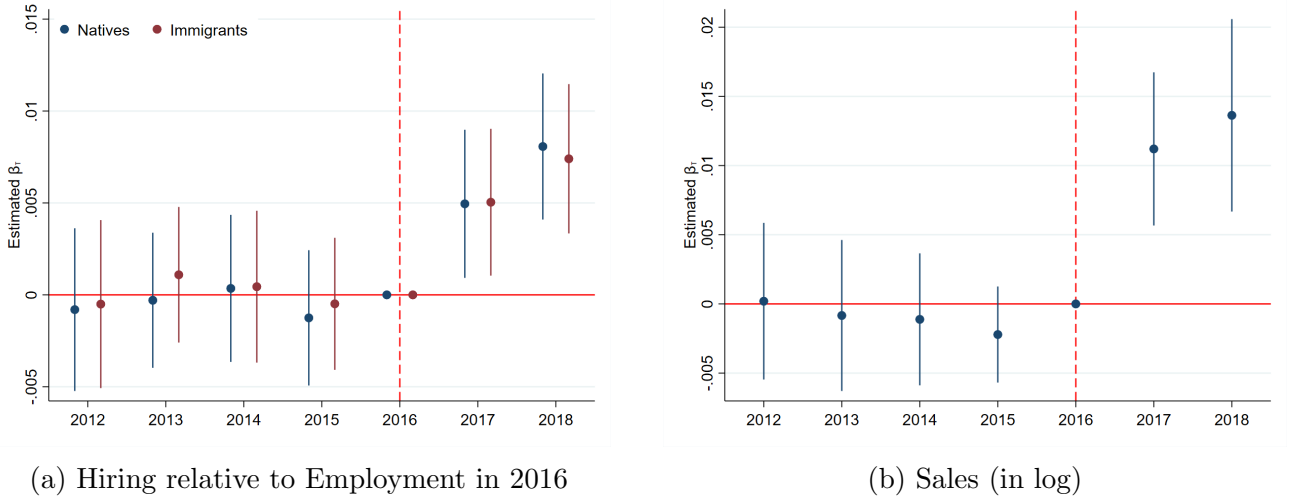 .015
Natives
Immigrants
.01
.005
0
-.005
Estimated βτ
2012 2013 2014 2015 2016 2017 2018
(a) Hiring relative to Employment in 2016
.02
.015
.01
.005
0
-.005
Estimated βτ
2012 2013 2014 2015 2016 2017 2018
(b) Sales (in log)